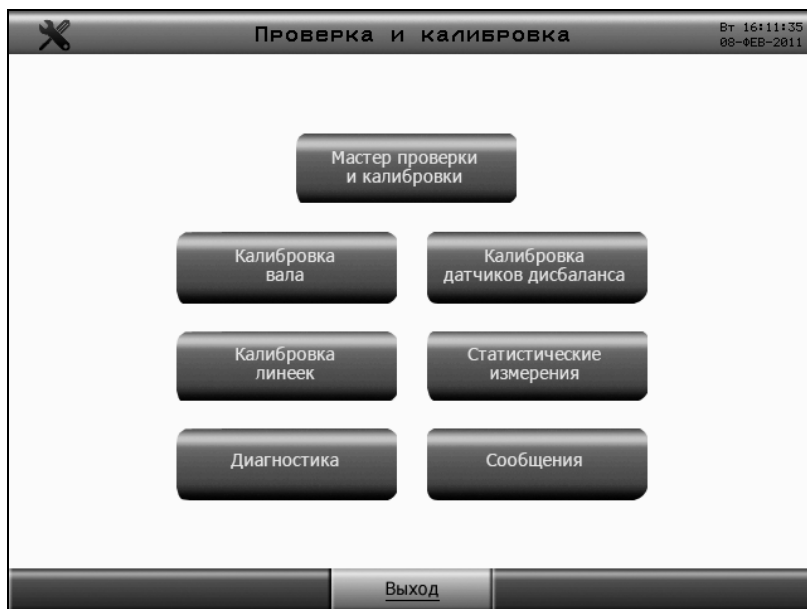 Проверка и калибровка
Вт 16:11:35
08-ФЕВ-2011
Мастер проверки
и калибровки
Калибровка
вала
Калибровка
датчиков дисбаланса
Калибровка
линеек
Статистические
измерения
Диагностика
Сообщения
Выход